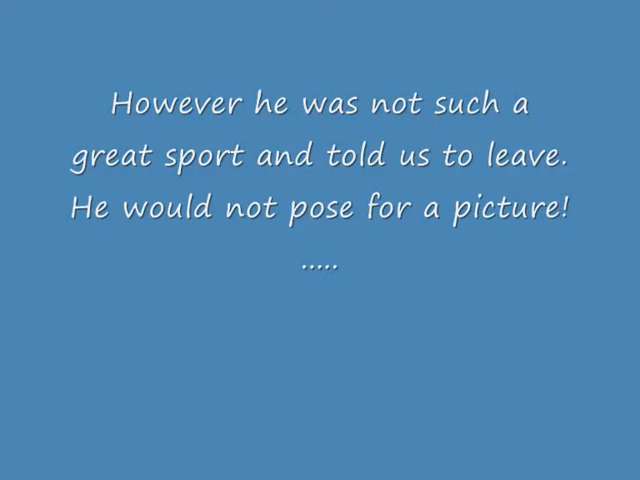 However he was not such a
great sport and told us to leave.
He would not pose for a picture!
.....